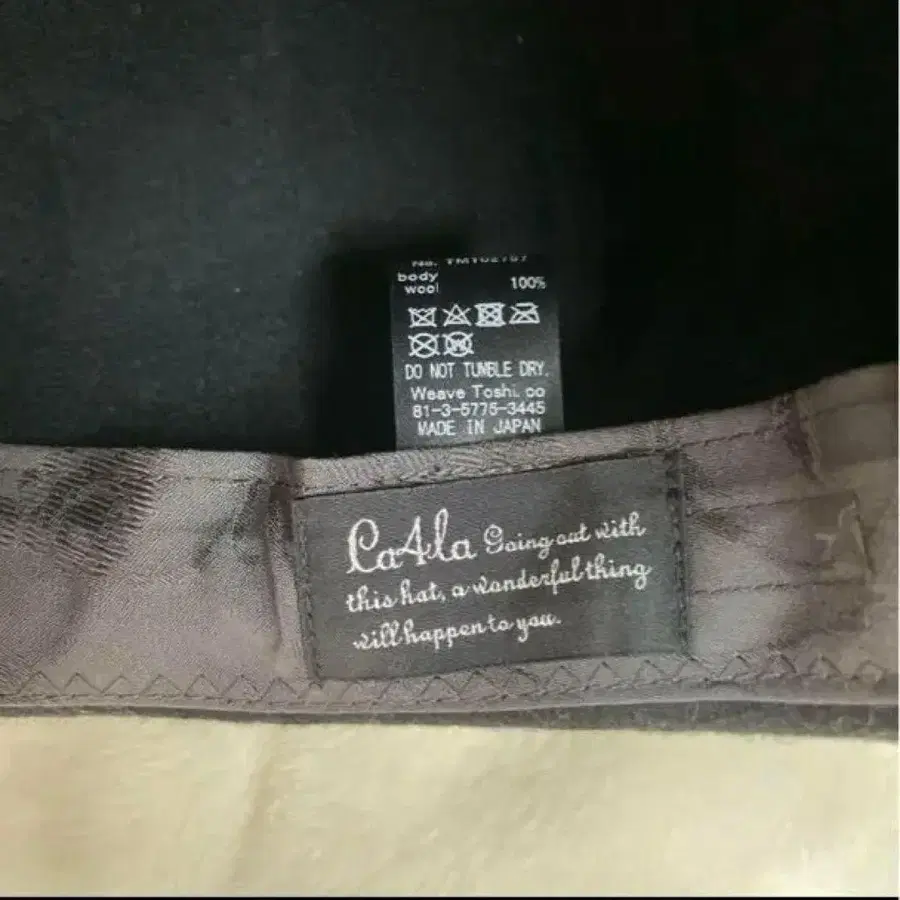 body
wool 100%
DO NOT TUMBLE DRY.
Weave Toshi. co
81-3-5775-3445
MADE IN JAPAN
Ca4la Going out with
this hat, a wonderful thing
will happen to you.